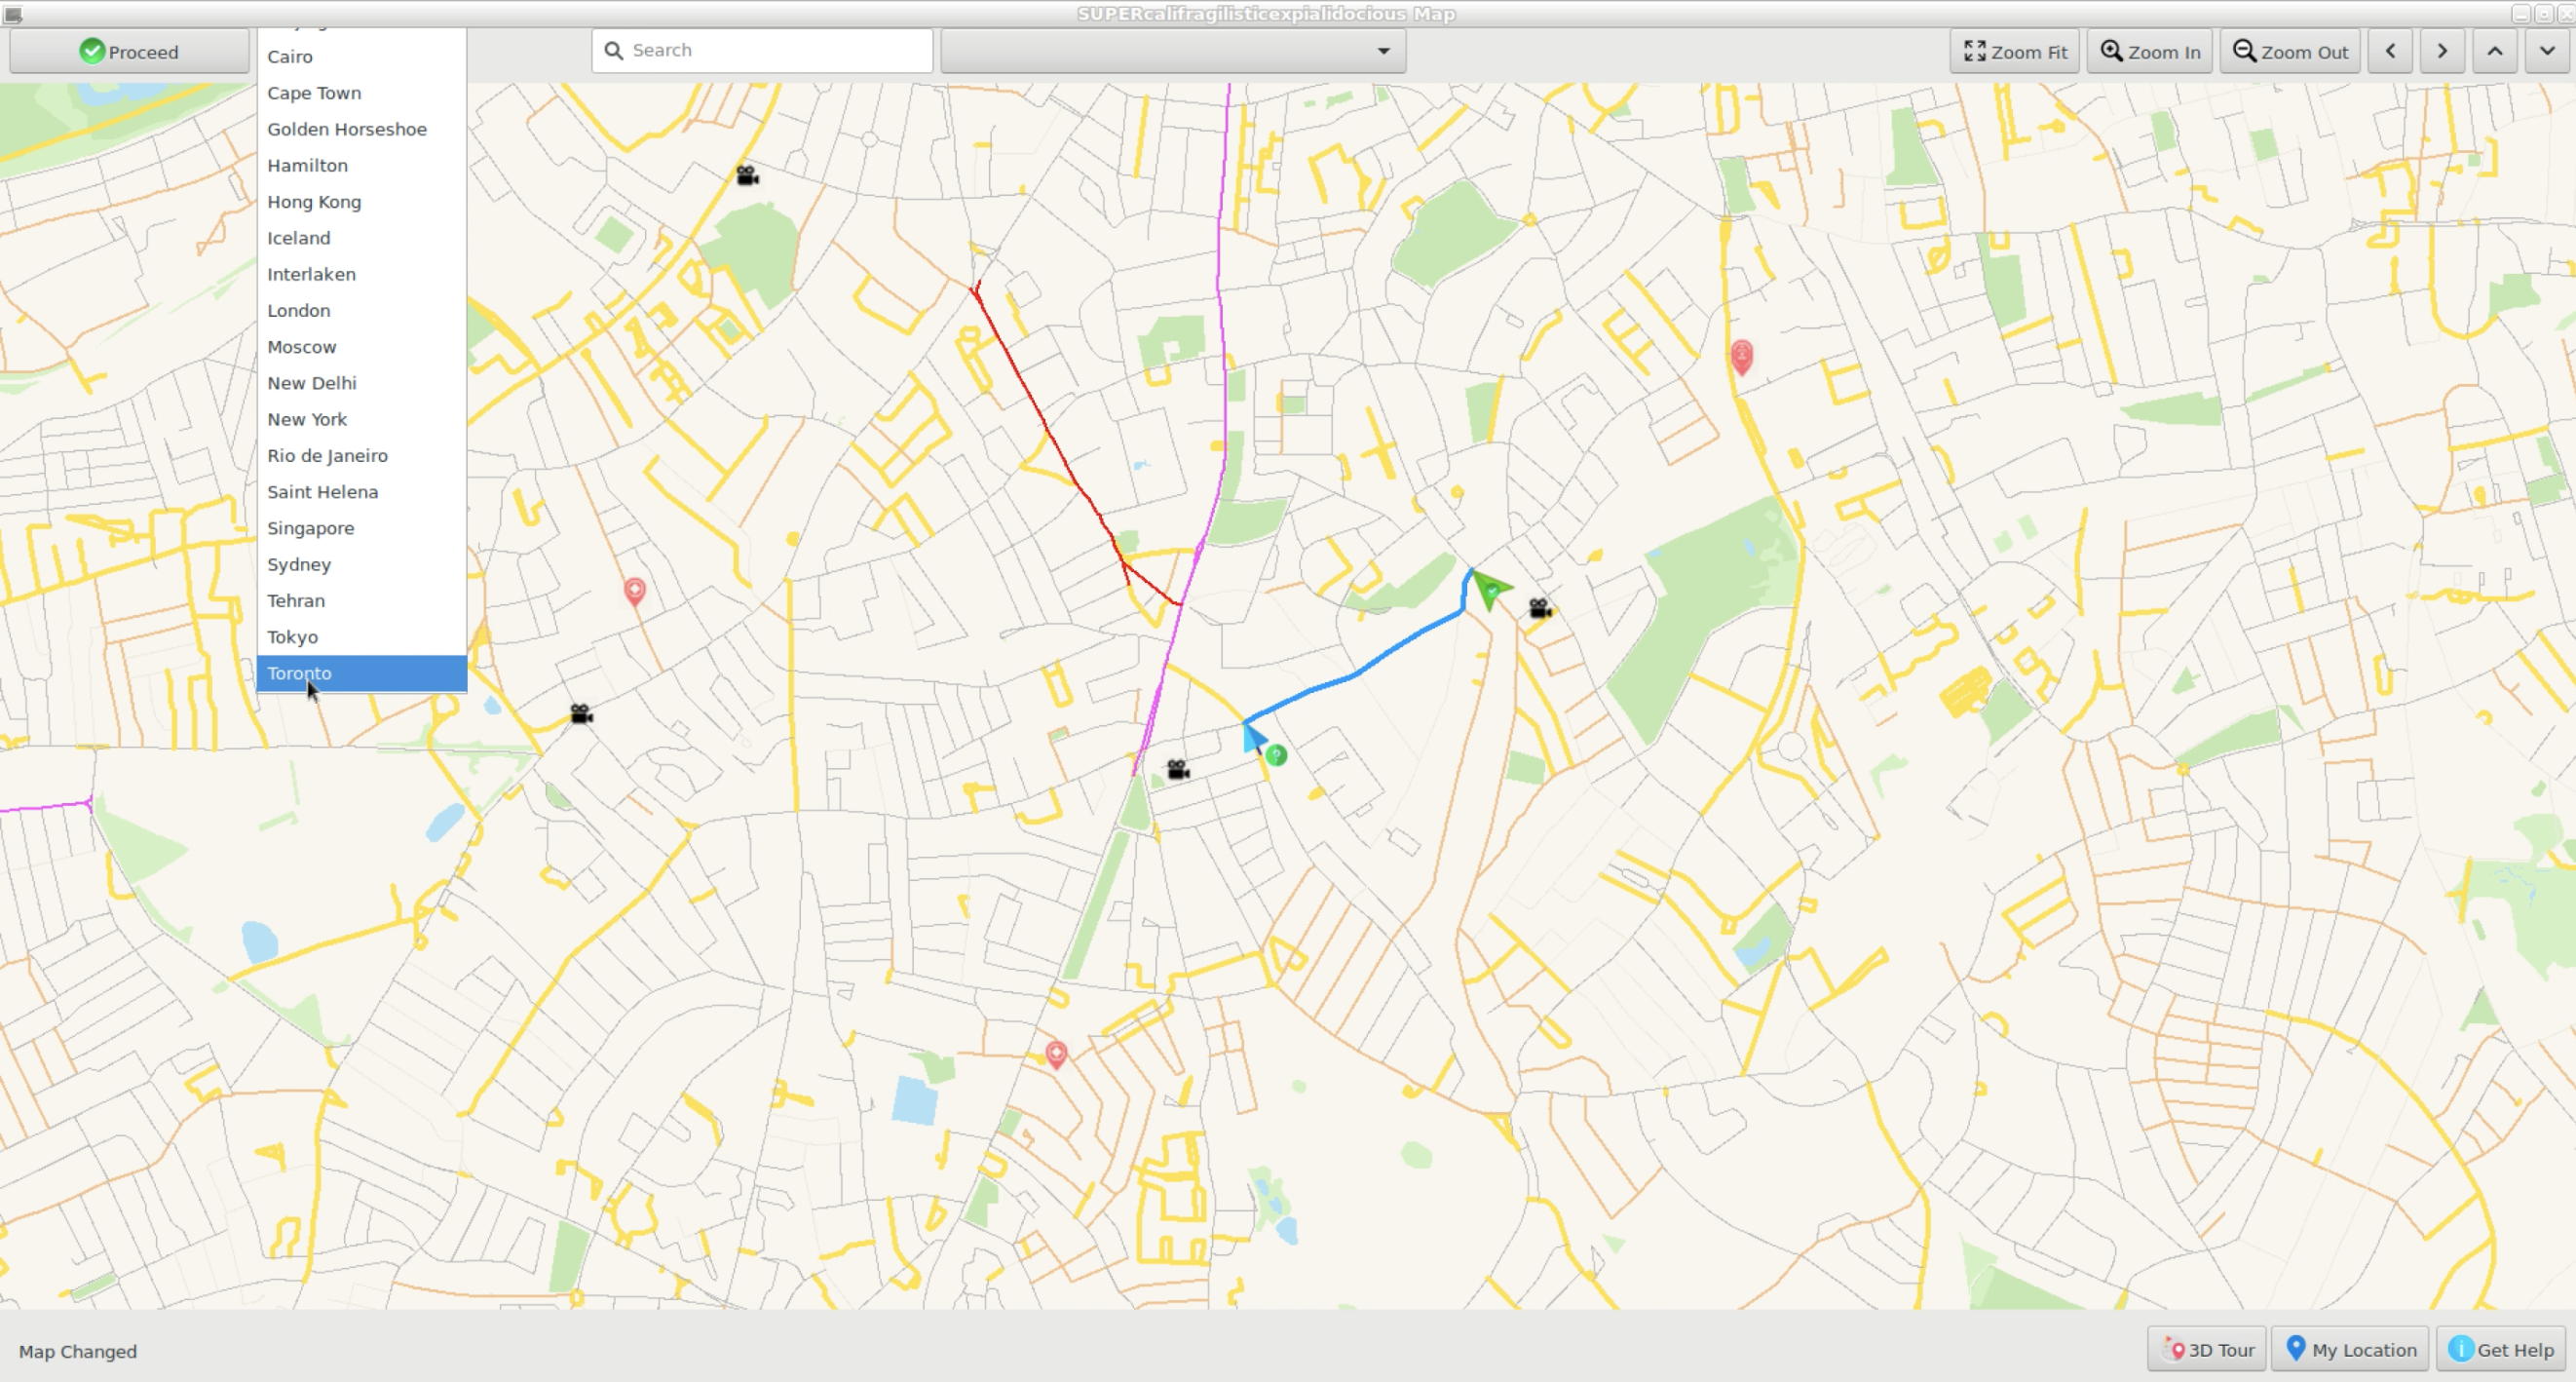 SUPERcalifragilisticexpialidocious Map
Proceed
Search
Zoom Fit
Zoom In
Zoom Out
Cairo
Cape Town
Golden Horseshoe
Hamilton
Hong Kong
Iceland
Interlaken
London
Moscow
New Delhi
New York
Rio de Janeiro
Saint Helena
Singapore
Sydney
Tehran
Tokyo
Toronto
Map Changed
3D Tour
My Location
Get Help